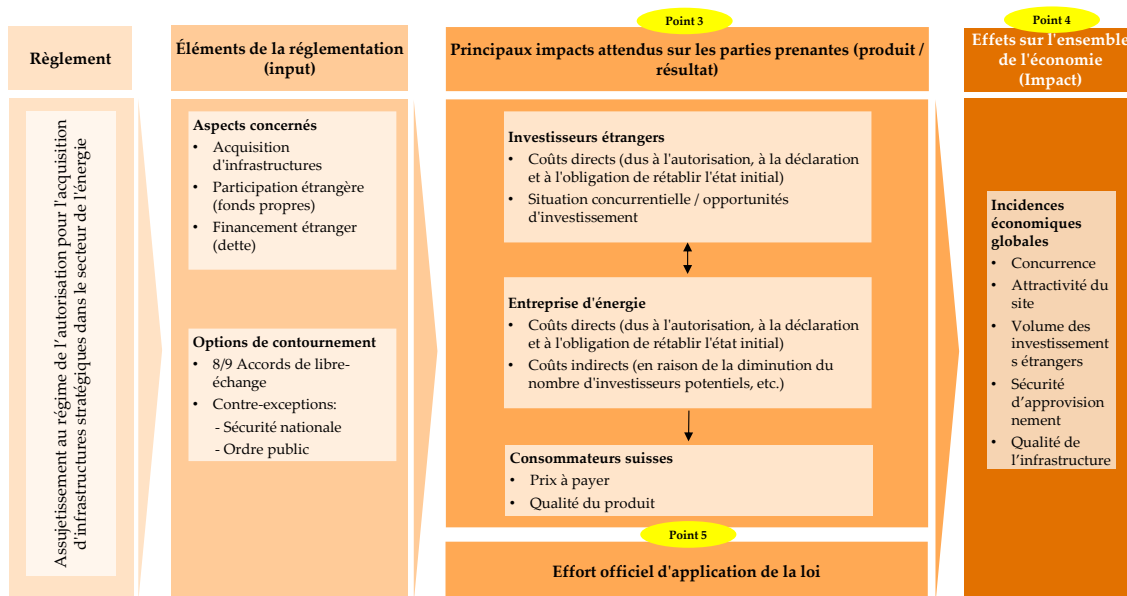 Règlement
Assujetissement au régime de l'autorisation pour l'acquisition
d'infrastructures stratégiques dans le secteur de l'énergie
Éléments de la réglementation
(input)
Aspects concernés
• Acquisition
d'infrastructures
• Participation étrangère
(fonds propres)
• Financement étranger
(dette)
Options de contournement
• 8/9 Accords de libre-
échange
• Contre-exceptions:
- Sécurité nationale
- Ordre public
Point 3
Principaux impacts attendus sur les parties prenantes (produit /
résultat)
Investisseurs étrangers
• Coûts directs (dus à l'autorisation, à la déclaration
et à l'obligation de rétablir l'état initial)
• Situation concurrentielle / opportunités
d'investissement
Entreprise d'énergie
• Coûts directs (dus à l'autorisation, à la déclaration
et à l'obligation de rétablir l'état initial)
• Coûts indirects (en raison de la diminution du
nombre d'investisseurs potentiels, etc.)
Consommateurs suisses
• Prix à payer
• Qualité du produit
Point 5
Effort officiel d'application de la loi
Point 4
Effets sur l'ensemble
de l'économie
(Impact)
Incidences
économiques
globales
• Concurrence
• Attractivité du
site
• Volume des
investissement
s étrangers
• Sécurité
d’approvision
nement
• Qualité de
l’infrastructure